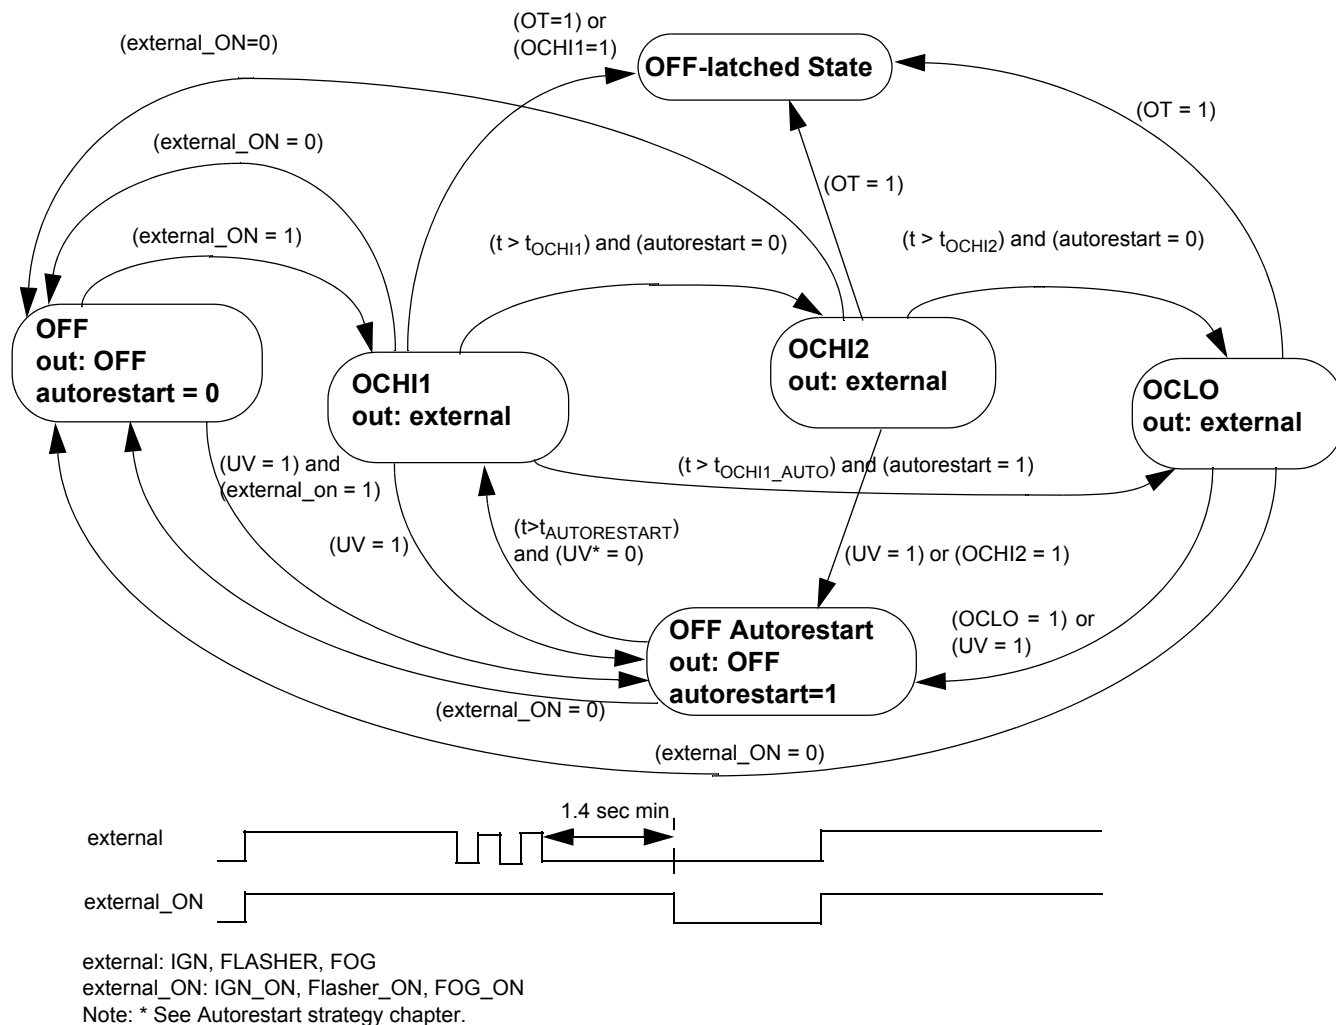 (external_ON=0)
(OT=1) or
(OCHI1=1)
OFF-latched State
(OT = 1)
(external_ON = 0)
(OT = 1)
(external_ON = 1)
(t > tOCHI1) and (autorestart = 0)
(t > tOCHI2) and (autorestart = 0)
OFF
out: OFF
autorestart = 0
OCHI1
out: external
OCHI2
out: external
OCLO
out: external
(UV = 1) and
(external_on = 1)
(t > tOCHI1_AUTO) and (autorestart = 1)
(UV = 1)
(t>tAUTORESTART)
and (UV* = 0)
(UV = 1) or (OCHI2 = 1)
OFF Autorestart
out: OFF
autorestart=1
(OCLO = 1) or
(UV = 1)
(external_ON = 0)
(external_ON = 0)
1.4 sec min
external
external_ON
external: IGN, FLASHER, FOG
external_ON: IGN_ON, Flasher_ON, FOG_ON
Note: * See Autorestart strategy chapter.